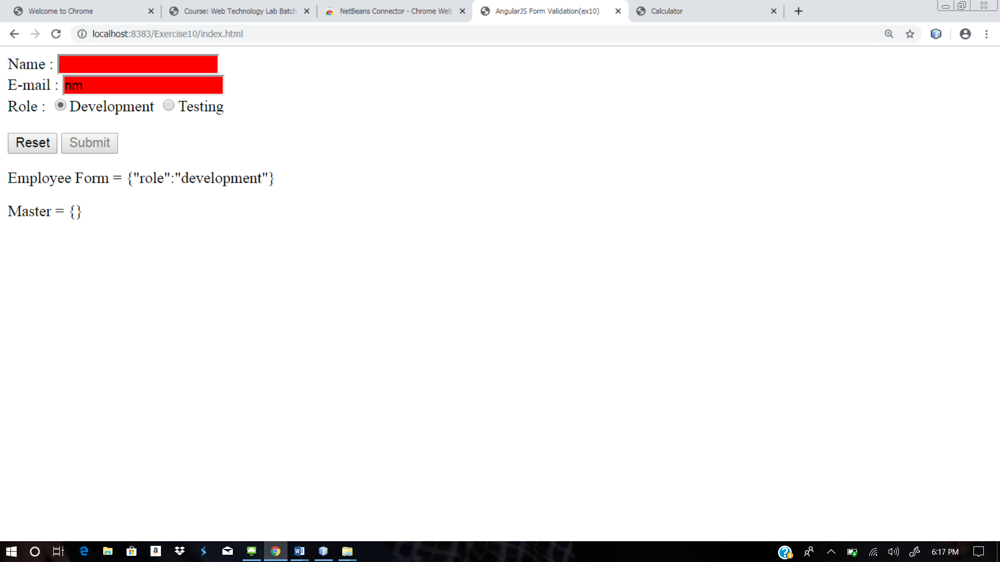 Welcome to Chrome
Course: Web Technology Lab Batch
NetBeans Connector - Chrome Web
AngularJS Form Validation(ex10)
Calculator
localhost:8383/Exercise10/index.html
Name :
E-mail : nm
Role : Development Testing
Reset Submit
Employee Form = {"role":"development"}
Master = {}
6:17 PM